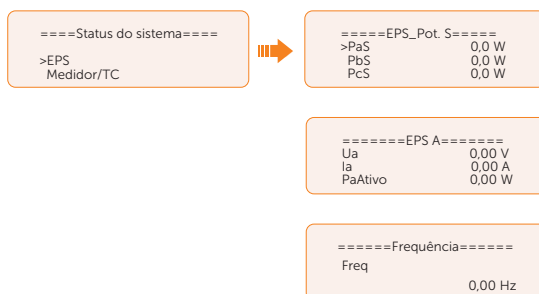 ====Status do sistema====
>EPS
Medidor/TC
=====EPS_Pot. S=====
>PaS 0,0 W
PbS 0,0 W
PcS 0,0 W
=======EPS A=======
Ua 0,00 V
Ia 0,00 A
PaAtivo 0,00 W
======Frequência======
Freq
0,00 Hz